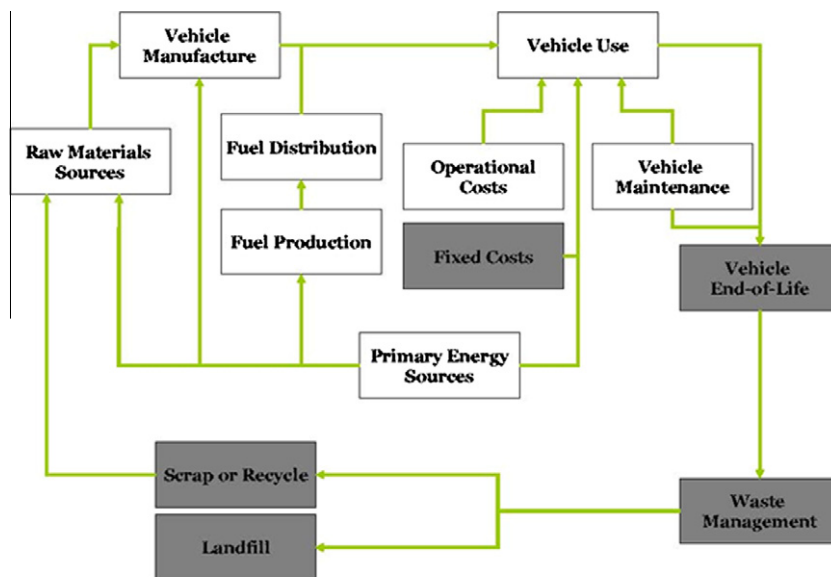 Vehicle
Manufacture
Vehicle Use
Raw Materials
Sources
Fuel Distribution
Operational
Costs
Vehicle
Maintenance
Fuel Production
Fixed Costs
Vehicle
End-of-Life
Primary Energy
Sources
Scrap or Recycle
Waste
Management
Landfill